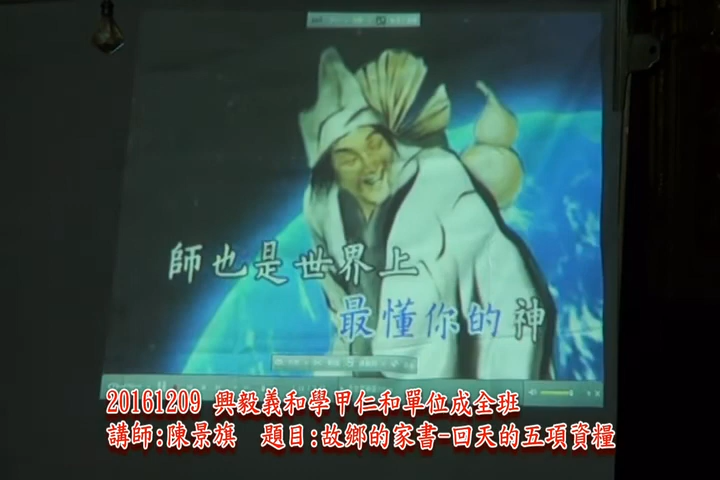 師也是世界上
最懂你的神
20161209 興毅義和學甲仁和單位成全班
講師:陳景旗 題目:故鄉的家書-回天的五項資糧